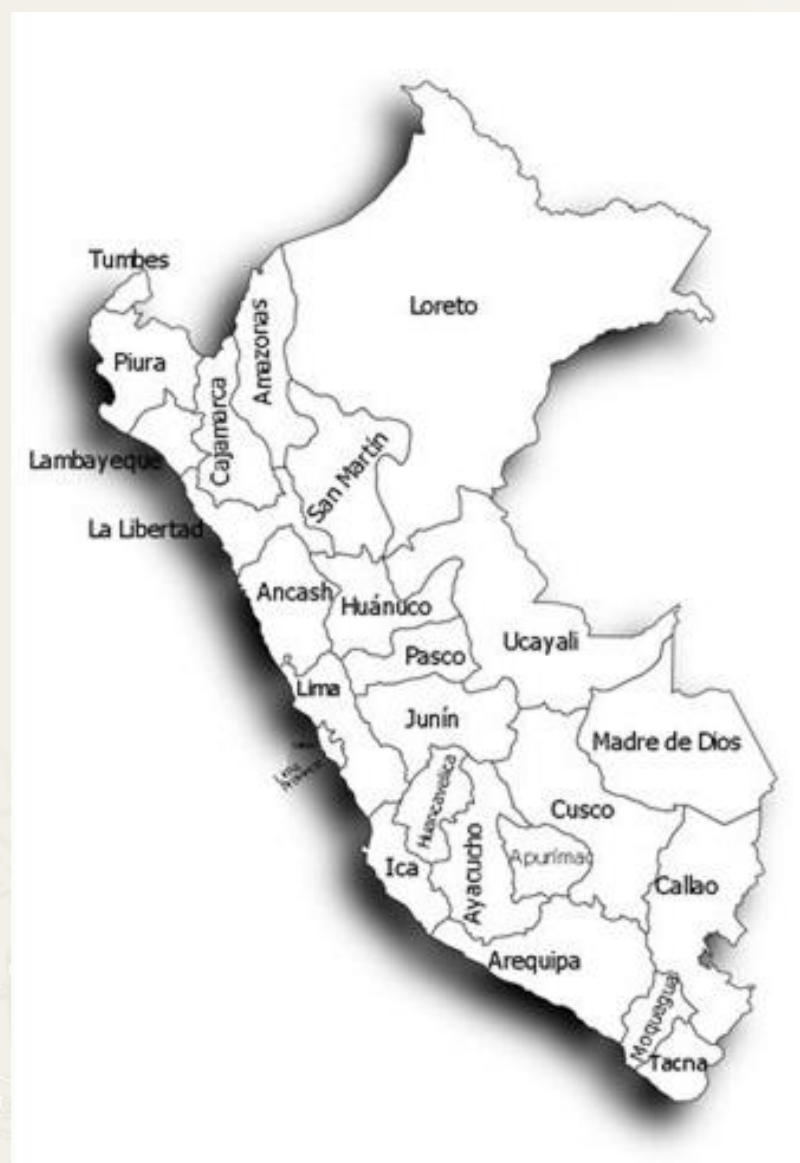 Tumbes
Loreto
Amazonas
Piura
Cajamarca
San Martín
Lambayeque
La Libertad
Ancash
Huánuco
Ucayali
Pasco
Lima
Junín
Madre de Dios
Huancavelica
Cusco
Ayacucho
Apurímac
Ica
Callao
Arequipa
Moquegua
Tacna